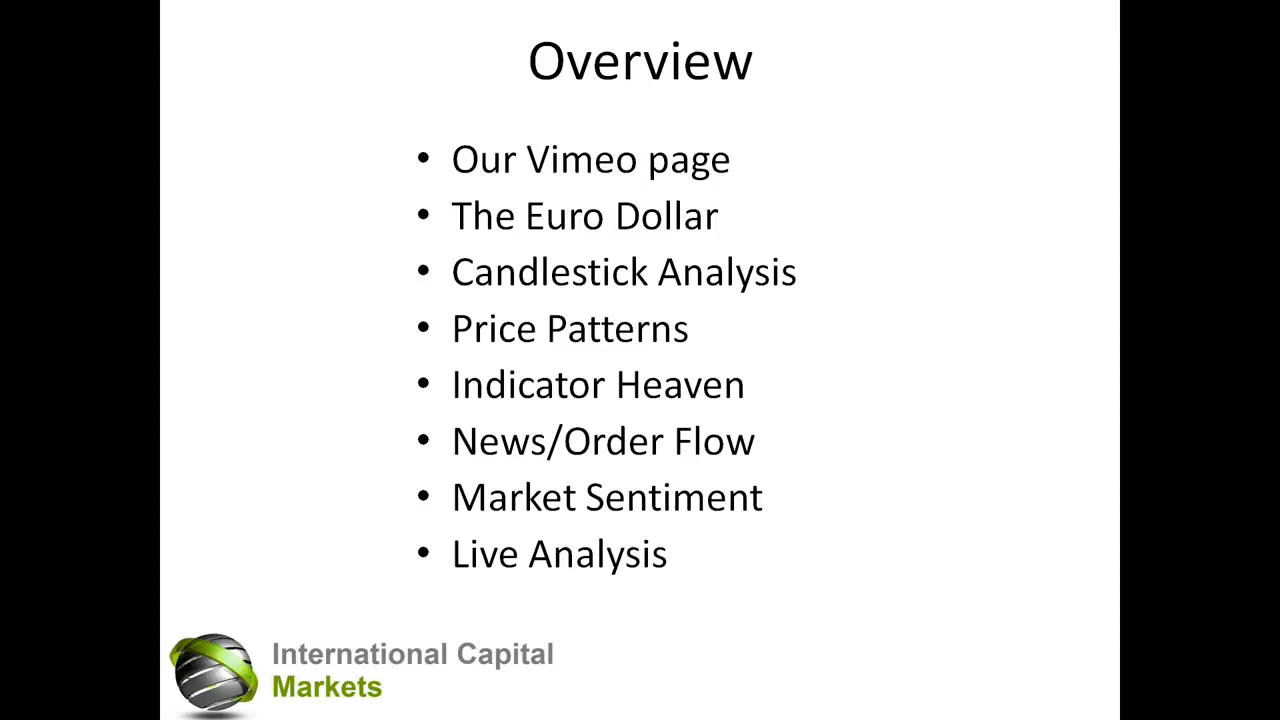 Overview
• Our Vimeo page
• The Euro Dollar
• Candlestick Analysis
• Price Patterns
• Indicator Heaven
• News/Order Flow
• Market Sentiment
• Live Analysis
International Capital
Markets